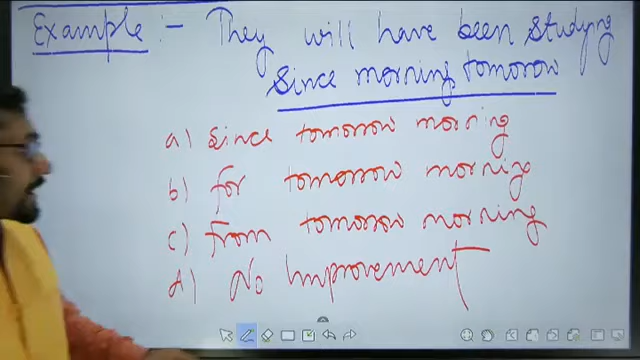 Example :- They will have been studying
since morning tomorrow
a) since tomorrow morning
b) for tomorrow morning
c) from tomorrow morning
d) No improvement